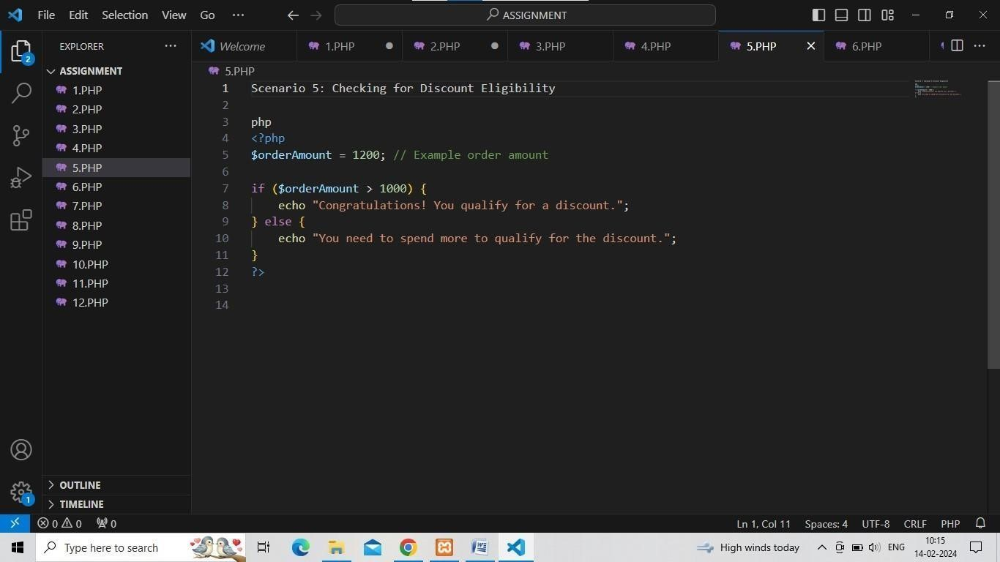 File Edit Selection View Go ··· ASSIGNMENT
EXPLORER ···
Welcome 1.PHP 2.PHP 3.PHP 4.PHP 5.PHP 6.PHP
2
ASSIGNMENT
1.PHP
2.PHP
3.PHP
4.PHP
5.PHP
6.PHP
7.PHP
8.PHP
9.PHP
10.PHP
11.PHP
12.PHP
OUTLINE
TIMELINE
1
5.PHP
1 Scenario 5: Checking for Discount Eligibility
2
3 php
4 <?php
5 $orderAmount = 1200; // Example order amount
6
7 if ($orderAmount > 1000) {
8 echo "Congratulations! You qualify for a discount.";
9 } else {
10 echo "You need to spend more to qualify for the discount.";
11 }
12 ?>
13
14
0 0 0 Ln 1, Col 11 Spaces: 4 UTF-8 CRLF PHP
Type here to search High winds today ENG 10:15
14-02-2024